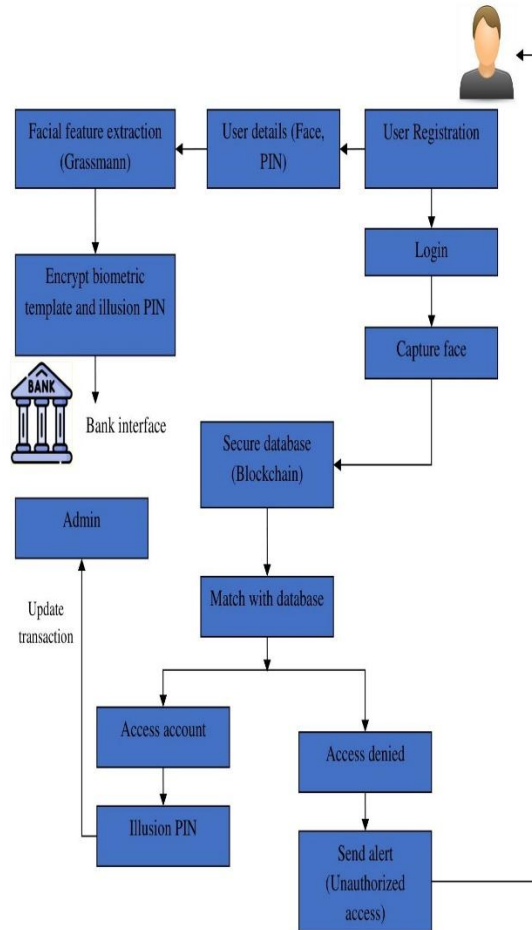 Facial feature extraction
(Grassmann)
User details (Face,
PIN)
User Registration
Login
Encrypt biometric
template and illusion PIN
Capture face
BANK
Bank interface
Secure database
(Blockchain)
Admin
Match with database
Update
transaction
Access account
Access denied
Illusion PIN
Send alert
(Unauthorized
access)